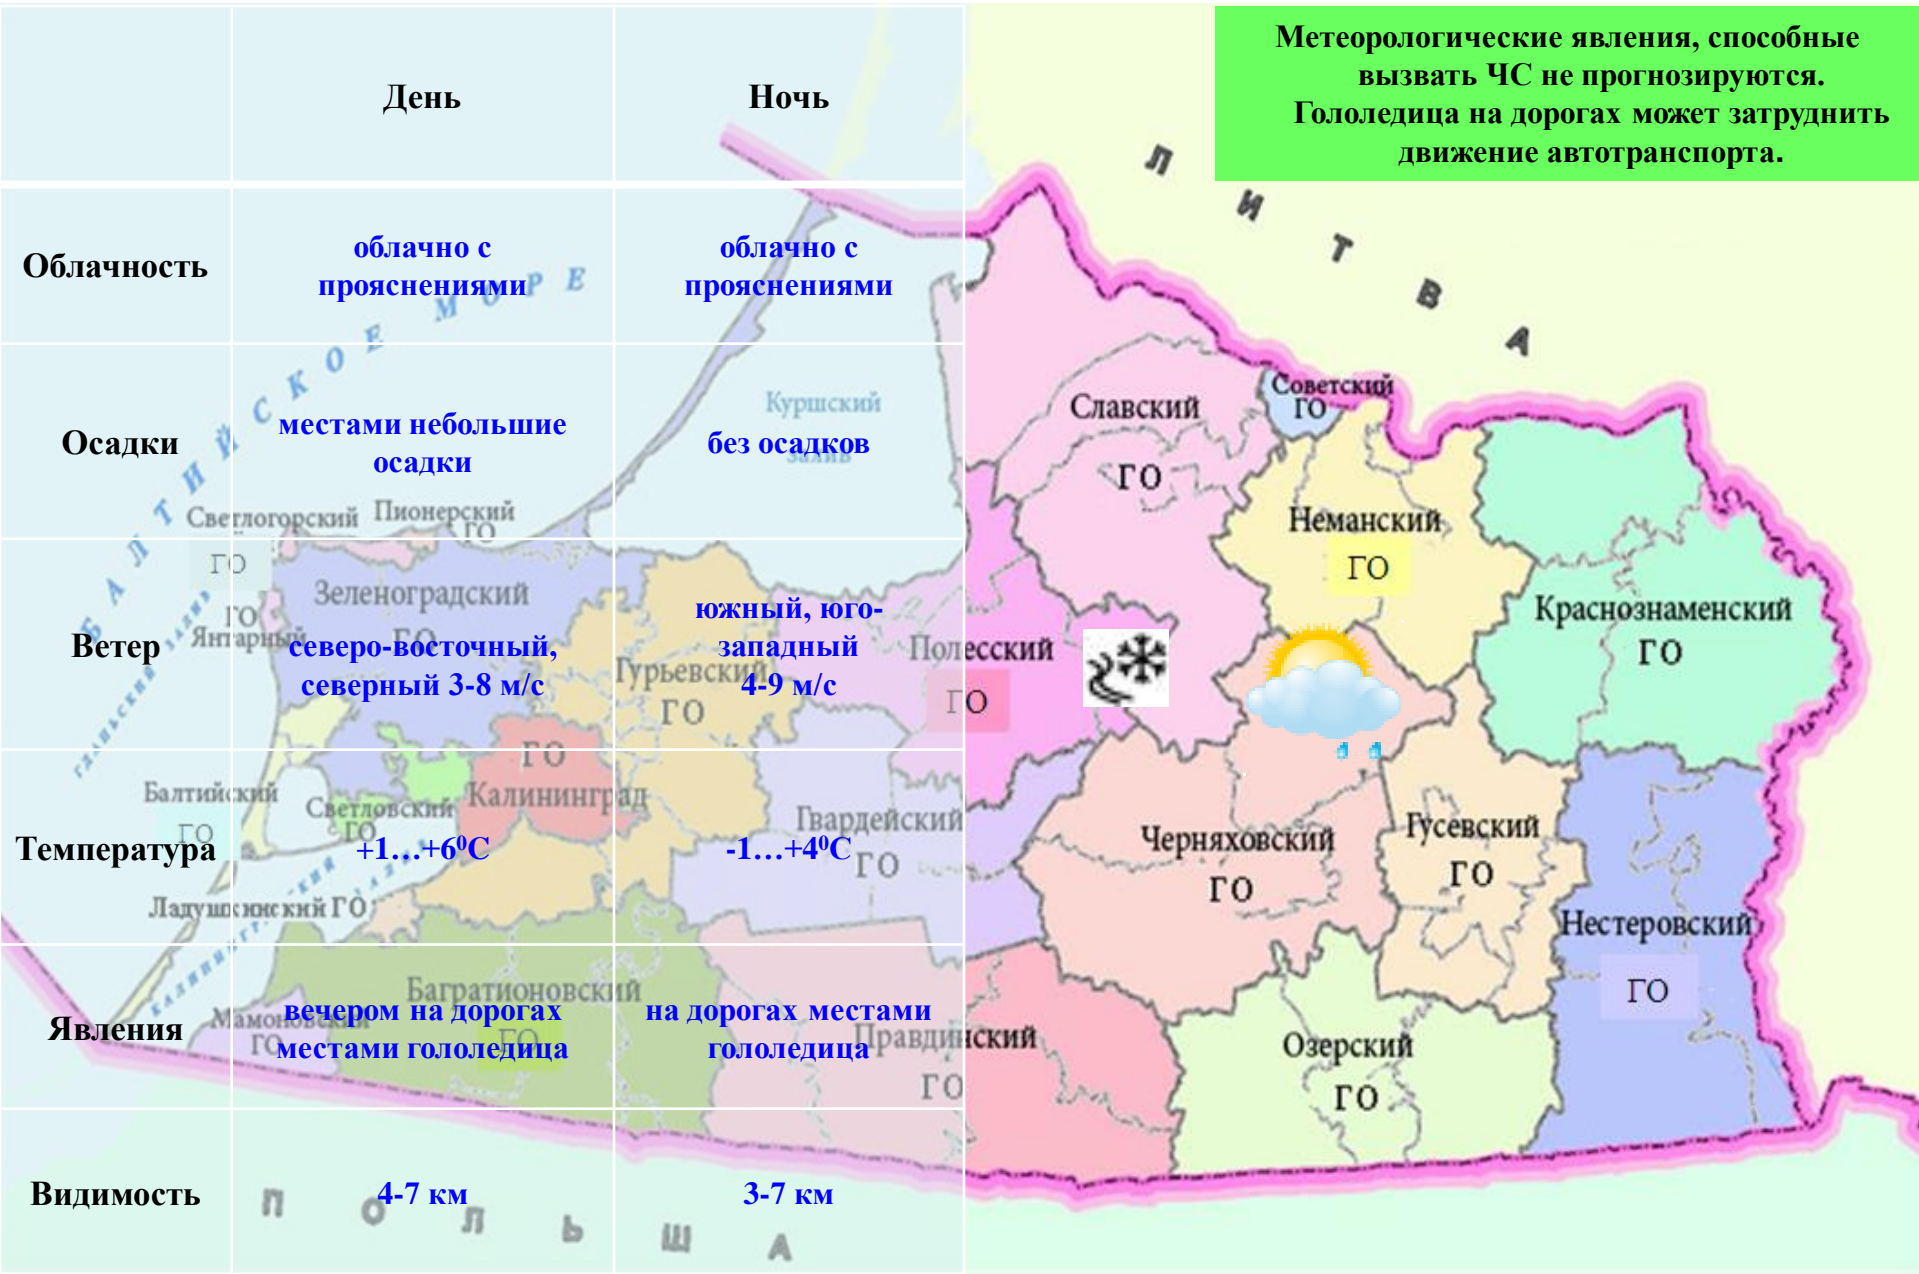 День
Ночь
Метеорологические явления, способные
вызвать ЧС не прогнозируются.
Гололедица на дорогах может затруднить
движение автотранспорта.
Облачность
облачно с
прояснениями
облачно с
прояснениями
Осадки
местами небольшие
осадки
без осадков
Ветер
северо-восточный,
северный 3-8 м/с
южный, юго-
западный
4-9 м/с
Температура
+1…+6⁰С
-1…+4⁰С
Явления
вечером на дорогах
местами гололедица
на дорогах местами
гололедица
Видимость
4-7 км
3-7 км
БАЛТИЙСКОЕ МОРЕ
ЛИТВА
ПОЛЬША
Куршский
залив
Светлогорский
ГО
Пионерский
ГО
Зеленоградский
ГО
ГО
Янтарный
Гурьевский
ГО
Полесский
ГО
Славский
ГО
Советский
ГО
Неманский
ГО
Краснознаменский
ГО
ГО
Калининград
Балтийский
ГО
Светловский
ГО
Гвардейский
ГО
Черняховский
ГО
Гусевский
ГО
Нестеровский
ГО
Ладушкинский ГО
Мамоновский
ГО
Багратионовский
ГО
Правдинский
ГО
Озерский
ГО